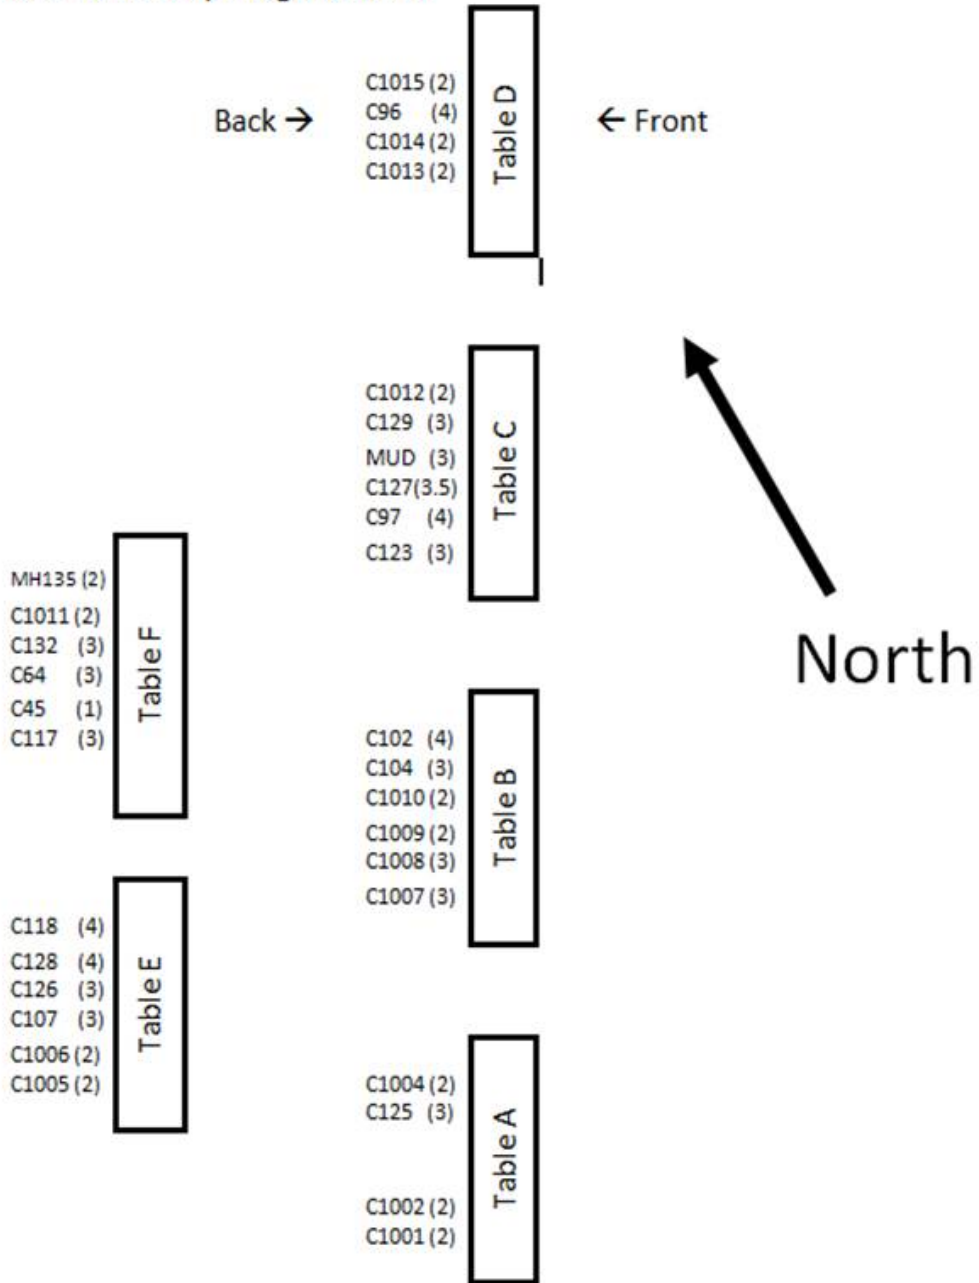 C1015 (2)
C96 (4)
C1014 (2)
C1013 (2)
Table D
Back →
← Front
C1012 (2)
C129 (3)
MUD (3)
C127(3.5)
C97 (4)
C123 (3)
Table C
North
MH135 (2)
C1011 (2)
C132 (3)
C64 (3)
C45 (1)
C117 (3)
Table F
C102 (4)
C104 (3)
C1010 (2)
C1009 (2)
C1008 (3)
C1007 (3)
Table B
C118 (4)
C128 (4)
C126 (3)
C107 (3)
C1006 (2)
C1005 (2)
Table E
C1004 (2)
C125 (3)
C1002 (2)
C1001 (2)
Table A